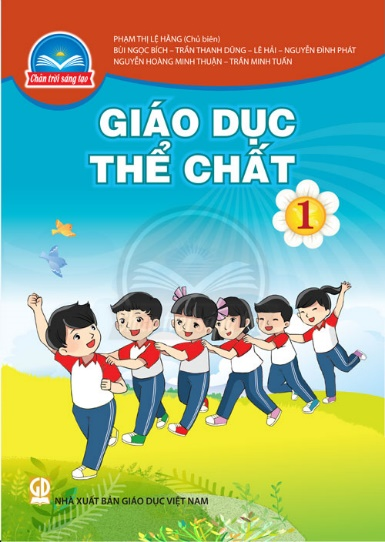 PHẠM THỊ LỆ HẰNG (Chủ biên)
BÙI NGỌC BÍCH – TRẦN THANH DŨNG – LÊ HẢI – NGUYỄN ĐÌNH PHÁT
NGUYỄN HOÀNG MINH THUẬN – TRẦN MINH TUẤN
Chân trời sáng tạo
GIÁO DỤC
THỂ CHẤT
1
GD
NHÀ XUẤT BẢN GIÁO DỤC VIỆT NAM